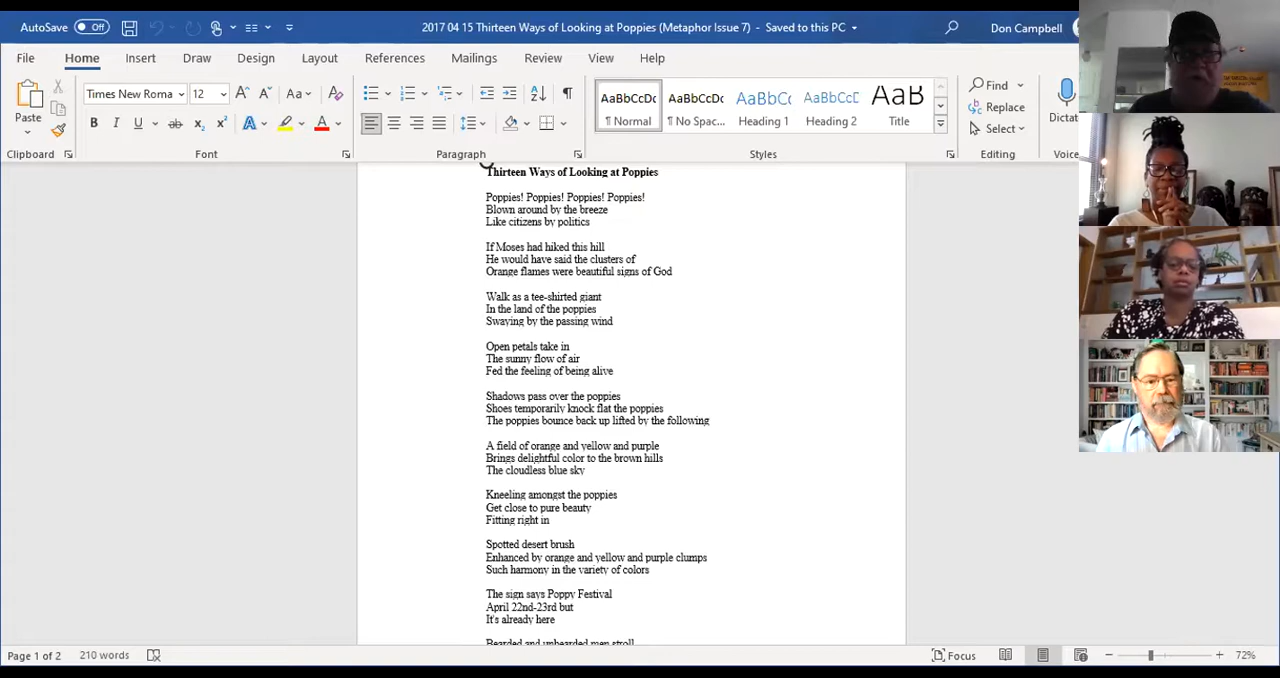 AutoSave Off 2017 04 15 Thirteen Ways of Looking at Poppies (Metaphor Issue 7) - Saved to this PC Don Campbell
File Home Insert Draw Design Layout References Mailings Review View Help
Paste Times New Roma 12 Aa AaBbCcDc AaBbCcDc AaBbCc AaBbCcD AaB Find
B I U ab x₂ x² A A ¶ Normal ¶ No Spac... Heading 1 Heading 2 Title Replace Dictat
Select
Clipboard Font Paragraph Styles Editing Voice
Thirteen Ways of Looking at Poppies
Poppies! Poppies! Poppies! Poppies!
Blown around by the breeze
Like citizens by politics
If Moses had hiked this hill
He would have said the clusters of
Orange flames were beautiful signs of God
Walk as a tee-shirted giant
In the land of the poppies
Swaying by the passing wind
Open petals take in
The sunny flow of air
Fed the feeling of being alive
Shadows pass over the poppies
Shoes temporarily knock flat the poppies
The poppies bounce back up lifted by the following
A field of orange and yellow and purple
Brings delightful color to the brown hills
The cloudless blue sky
Kneeling amongst the poppies
Get close to pure beauty
Fitting right in
Spotted desert brush
Enhanced by orange and yellow and purple clumps
Such harmony in the variety of colors
The sign says Poppy Festival
April 22nd-23rd but
It's already here
Bearded and unbearded men stroll
Page 1 of 2 210 words Focus 72%